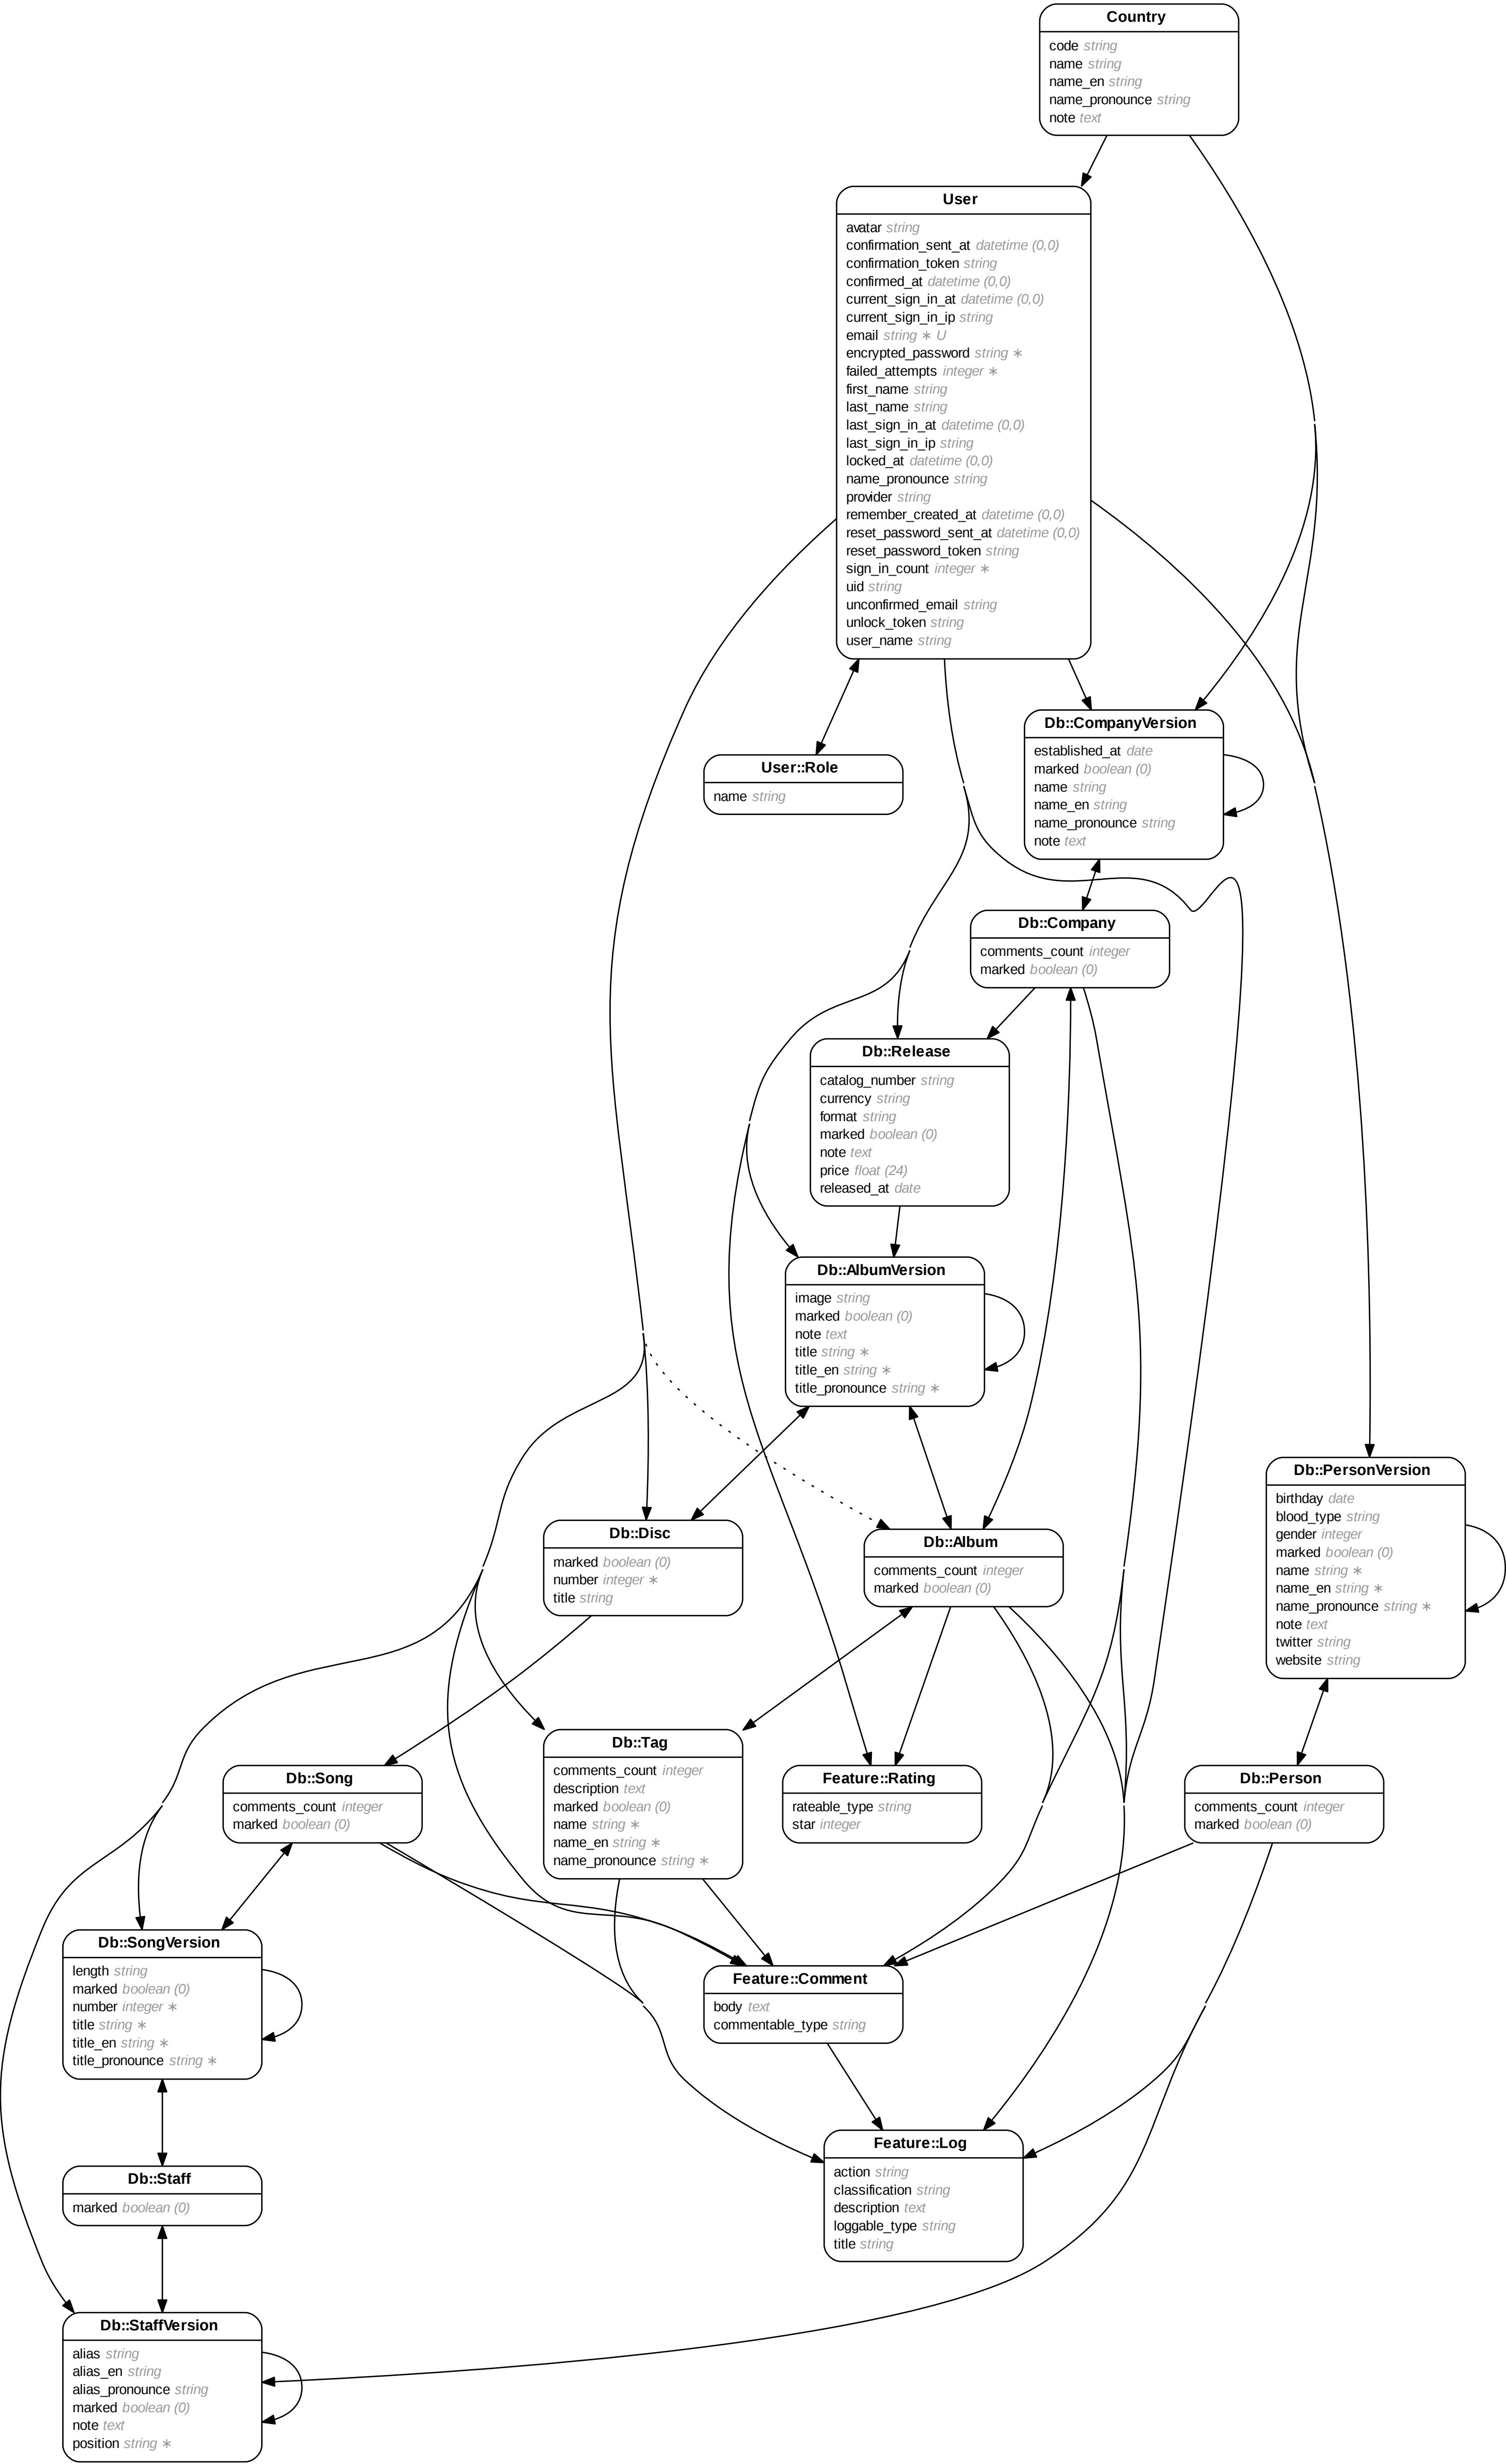 Country
code string
name string
name_en string
name_pronounce string
note text
User
avatar string
confirmation_sent_at datetime (0,0)
confirmation_token string
confirmed_at datetime (0,0)
current_sign_in_at datetime (0,0)
current_sign_in_ip string
email string ∗ U
encrypted_password string ∗
failed_attempts integer ∗
first_name string
last_name string
last_sign_in_at datetime (0,0)
last_sign_in_ip string
locked_at datetime (0,0)
name_pronounce string
provider string
remember_created_at datetime (0,0)
reset_password_sent_at datetime (0,0)
reset_password_token string
sign_in_count integer ∗
uid string
unconfirmed_email string
unlock_token string
user_name string
Db::CompanyVersion
established_at date
marked boolean (0)
name string
name_en string
name_pronounce string
note text
User::Role
name string
Db::Company
comments_count integer
marked boolean (0)
Db::Release
catalog_number string
currency string
format string
marked boolean (0)
note text
price float (24)
released_at date
Db::AlbumVersion
image string
marked boolean (0)
note text
title string ∗
title_en string ∗
title_pronounce string ∗
Db::PersonVersion
birthday date
blood_type string
gender integer
marked boolean (0)
name string ∗
name_en string ∗
name_pronounce string ∗
note text
twitter string
website string
Db::Disc
marked boolean (0)
number integer ∗
title string
Db::Album
comments_count integer
marked boolean (0)
Db::Tag
comments_count integer
description text
marked boolean (0)
name string ∗
name_en string ∗
name_pronounce string ∗
Db::Song
comments_count integer
marked boolean (0)
Feature::Rating
rateable_type string
star integer
Db::Person
comments_count integer
marked boolean (0)
Db::SongVersion
length string
marked boolean (0)
number integer ∗
title string ∗
title_en string ∗
title_pronounce string ∗
Feature::Comment
body text
commentable_type string
Feature::Log
action string
classification string
description text
loggable_type string
title string
Db::Staff
marked boolean (0)
Db::StaffVersion
alias string
alias_en string
alias_pronounce string
marked boolean (0)
note text
position string ∗